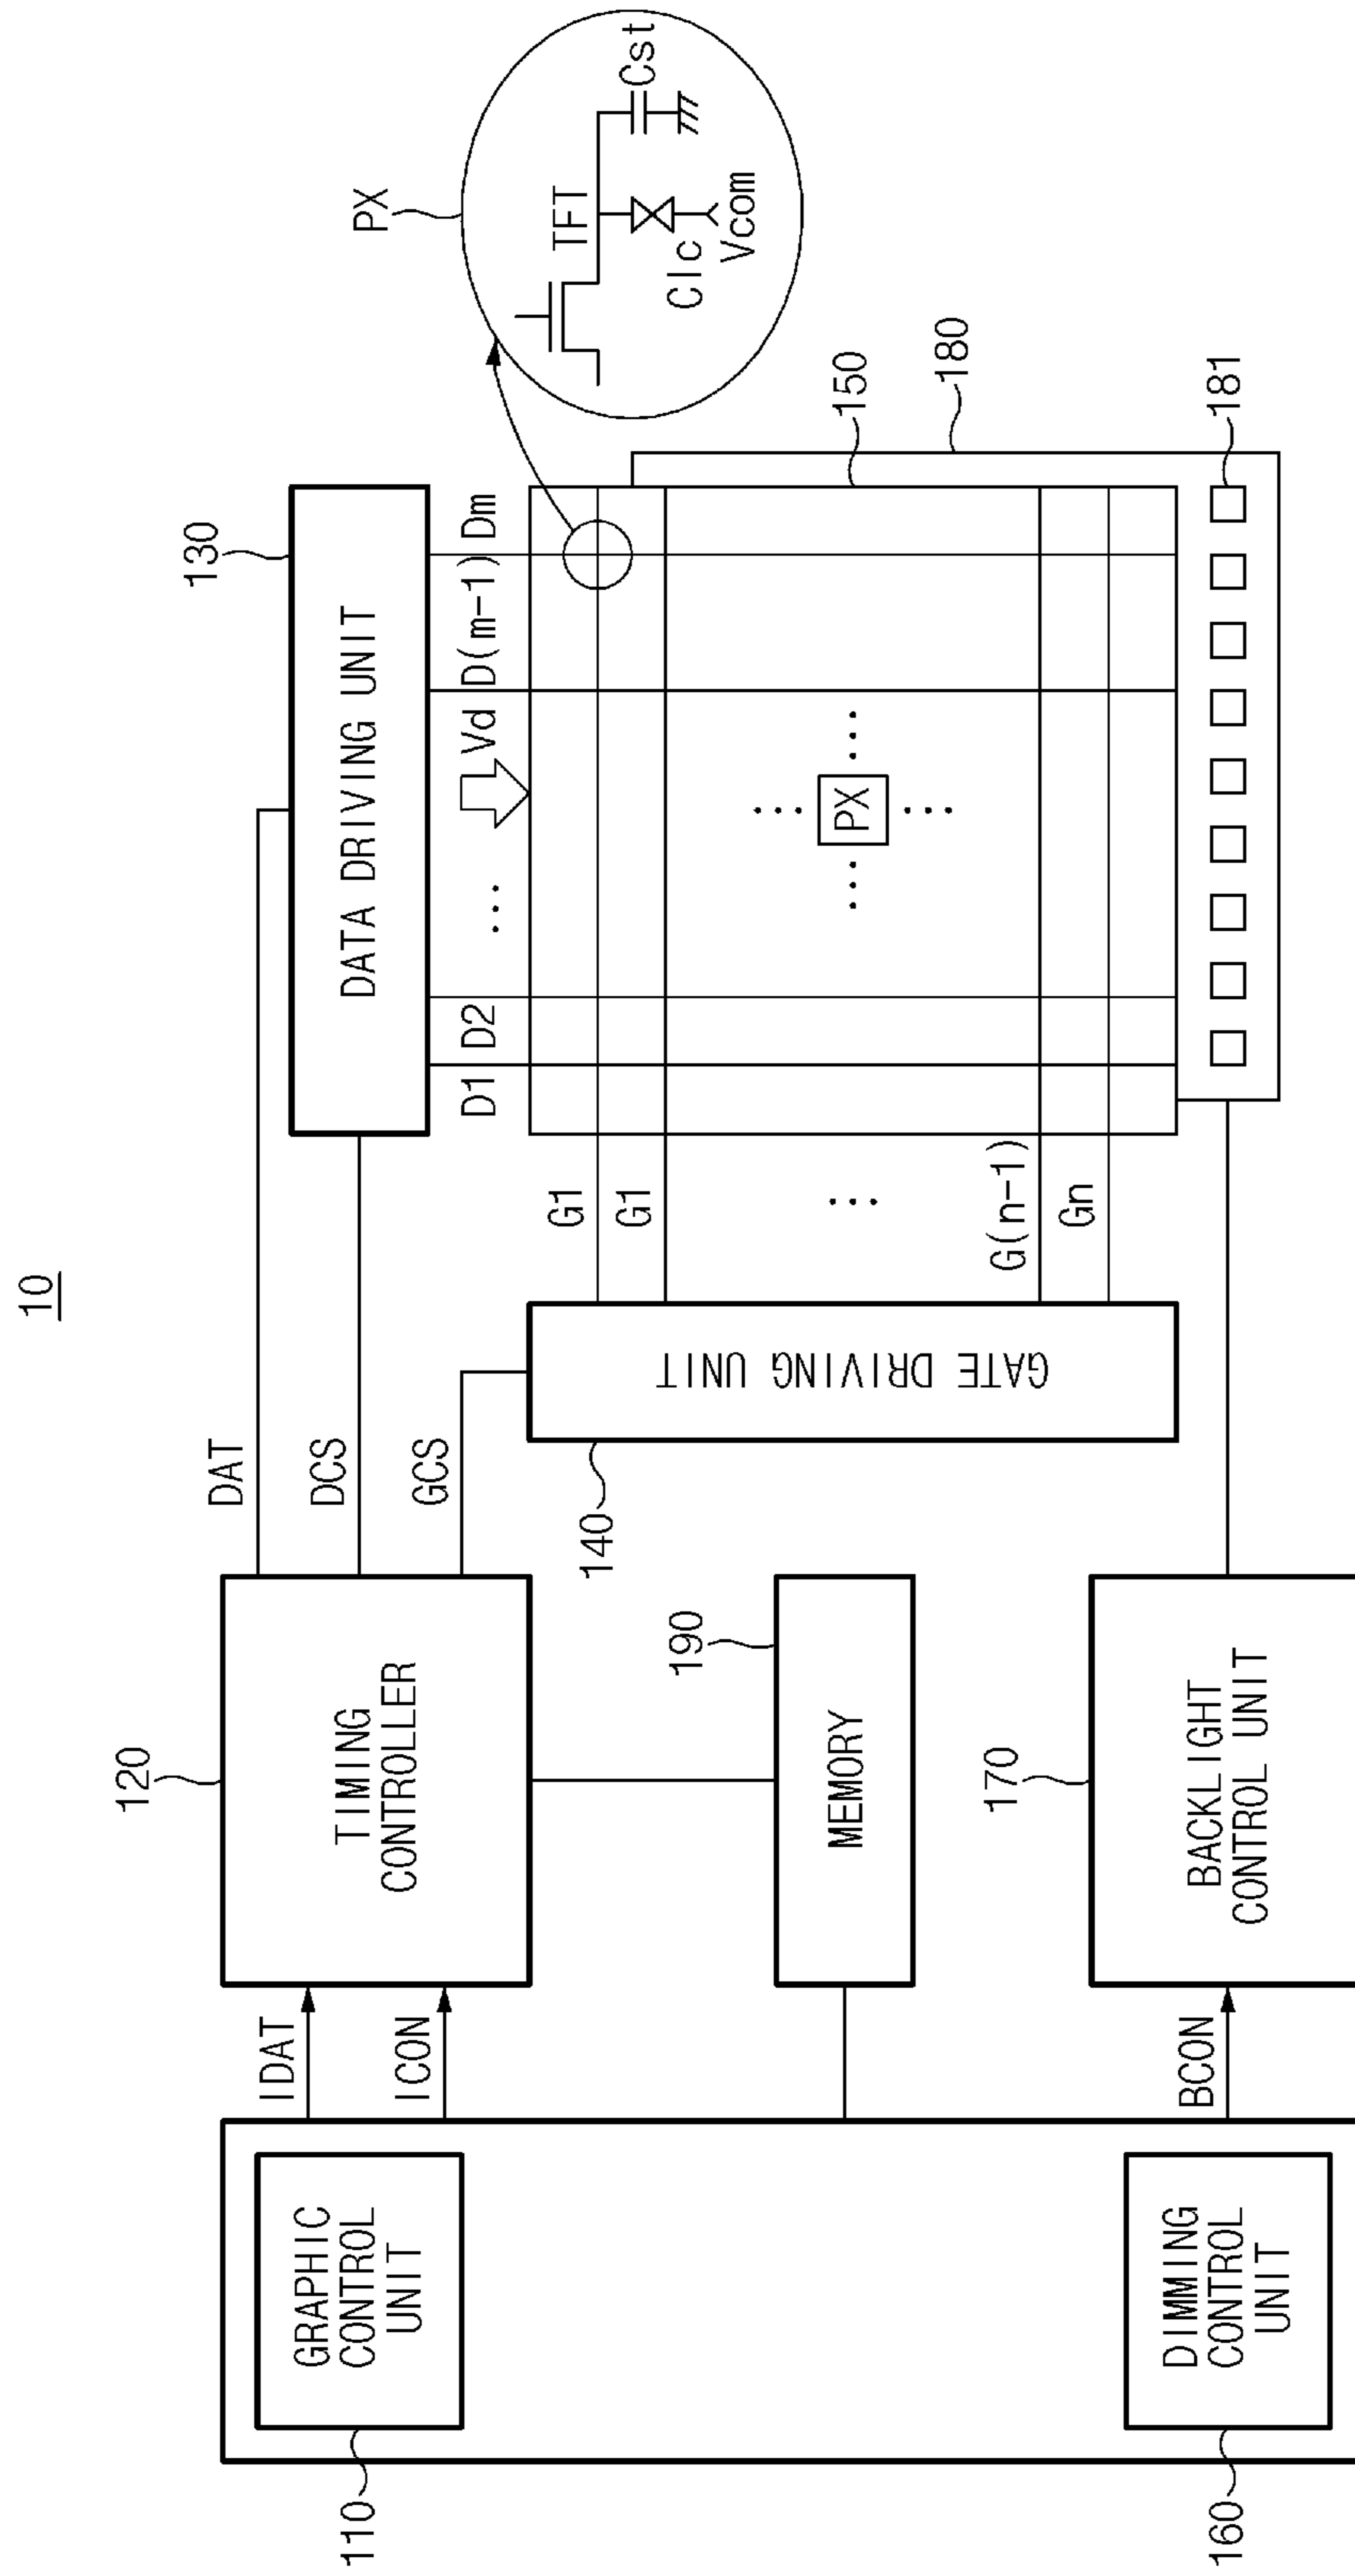 10
110
GRAPHIC
CONTROL
UNIT
160
DIMMING
CONTROL
UNIT
IDAT
ICON
BCON
120
TIMING
CONTROLLER
190
MEMORY
170
BACKLIGHT
CONTROL UNIT
DAT
DCS
GCS
140
GATE DRIVING UNIT
130
DATA DRIVING UNIT
D1 D2 ... Vd D(m-1) Dm
G1
G1
...
G(n-1)
Gn
... PX ...
150
180
181
PX
TFT
Clc
Cst
Vcom